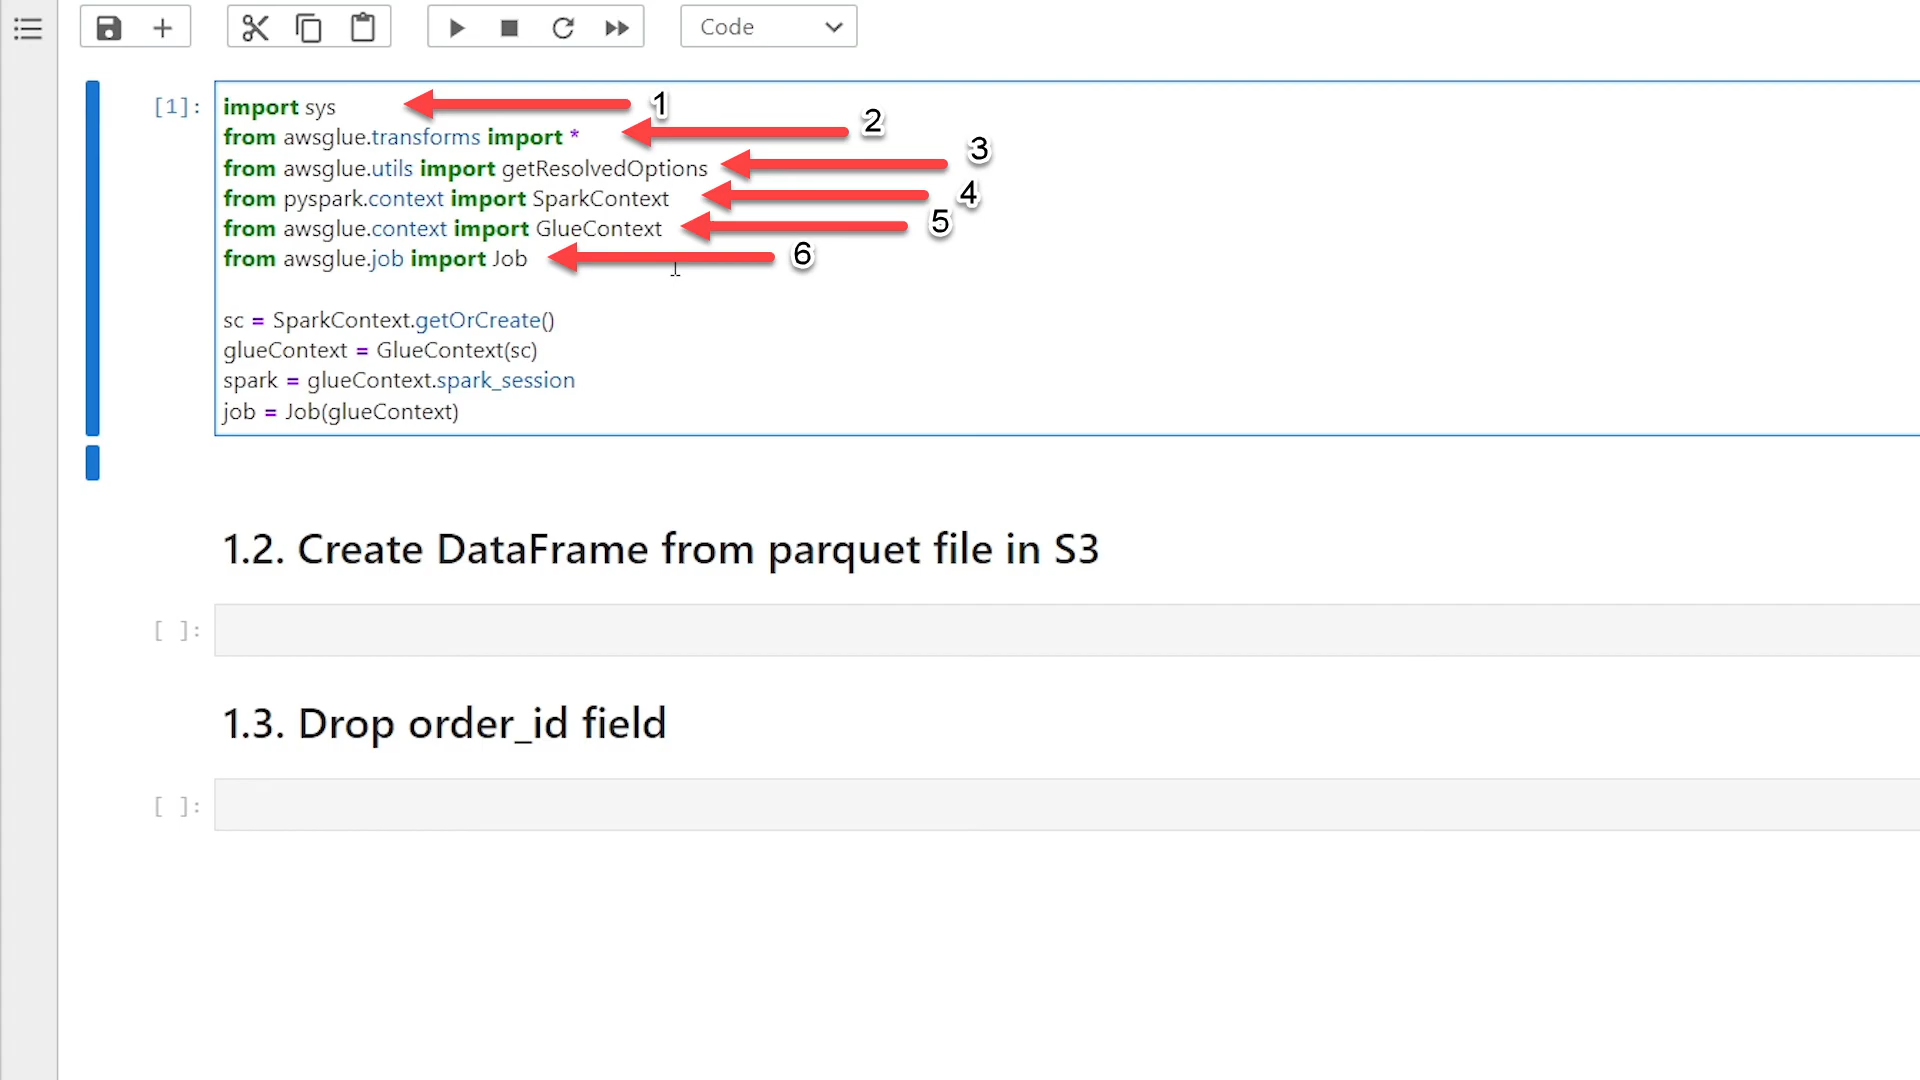 Code
[1]:
import sys
1
from awsglue.transforms import *
2
from awsglue.utils import getResolvedOptions
3
from pyspark.context import SparkContext
4
from awsglue.context import GlueContext
5
from awsglue.job import Job
6
sc = SparkContext.getOrCreate()
glueContext = GlueContext(sc)
spark = glueContext.spark_session
job = Job(glueContext)
1.2. Create DataFrame from parquet file in S3
[ ]:
1.3. Drop order_id field
[ ]: